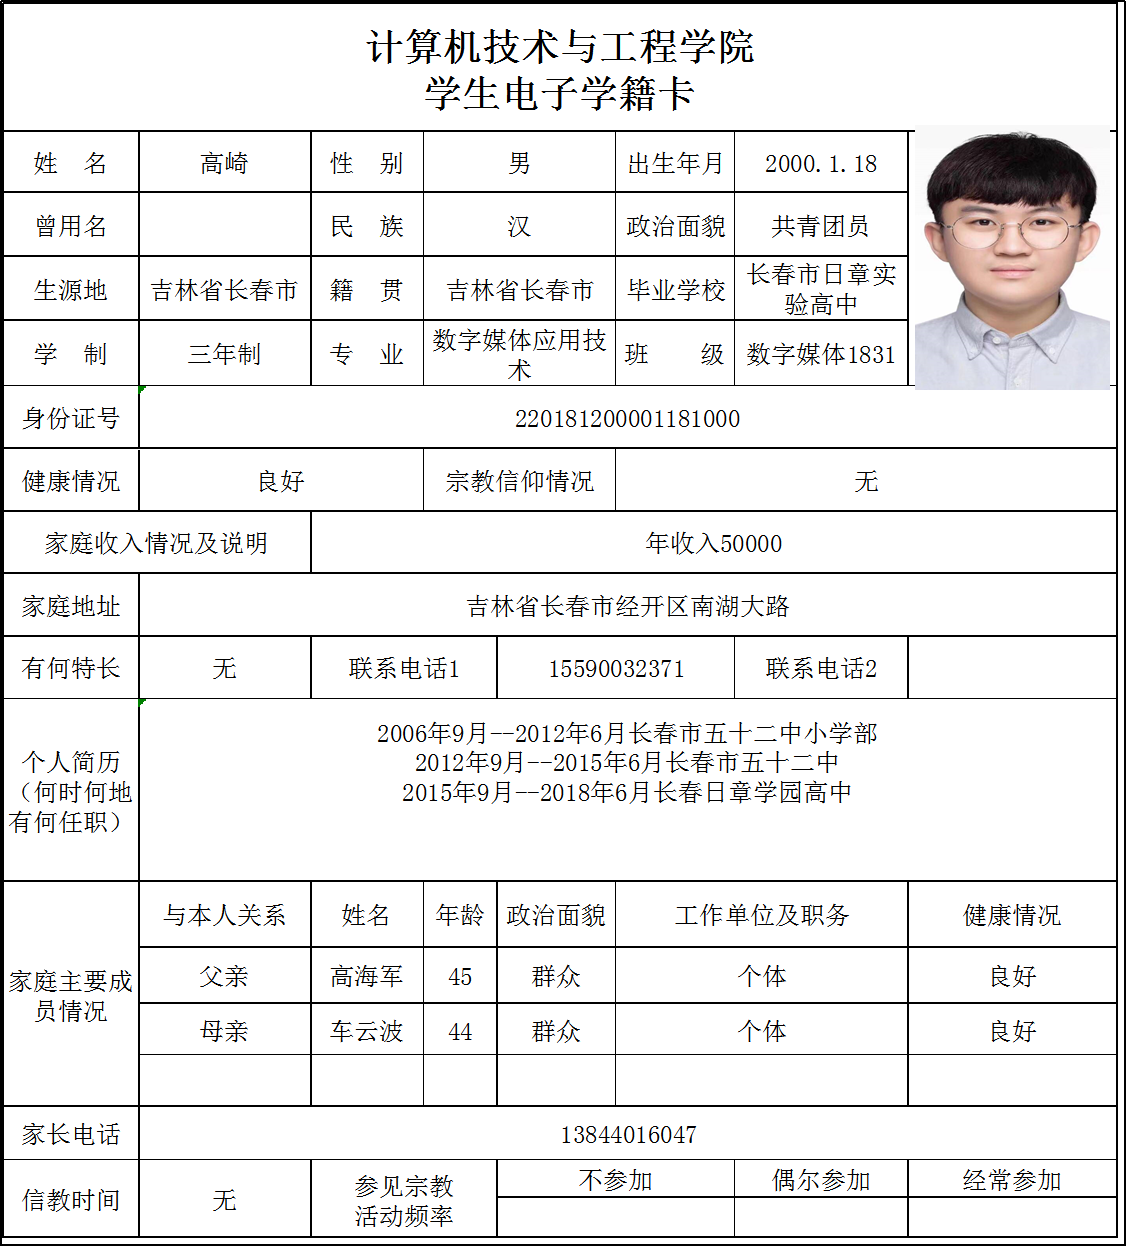 计算机技术与工程学院
学生电子学籍卡
姓 名 高崎 性 别 男 出生年月 2000.1.18
曾用名 民 族 汉 政治面貌 共青团员
生源地 吉林省长春市 籍 贯 吉林省长春市 毕业学校 长春市日章实
验高中
学 制 三年制 专 业 数字媒体应用技
术 班 级 数字媒体1831
身份证号 220181200001181000
健康情况 良好 宗教信仰情况 无
家庭收入情况及说明 年收入50000
家庭地址 吉林省长春市经开区南湖大路
有何特长 无 联系电话1 15590032371 联系电话2
个人简历
（何时何地
有何任职）
2006年9月--2012年6月长春市五十二中小学部
2012年9月--2015年6月长春市五十二中
2015年9月--2018年6月长春日章学园高中
家庭主要成
员情况
与本人关系 姓名 年龄 政治面貌 工作单位及职务 健康情况
父亲 高海军 45 群众 个体 良好
母亲 车云波 44 群众 个体 良好
家长电话 13844016047
信教时间 无 参见宗教
活动频率 不参加 偶尔参加 经常参加